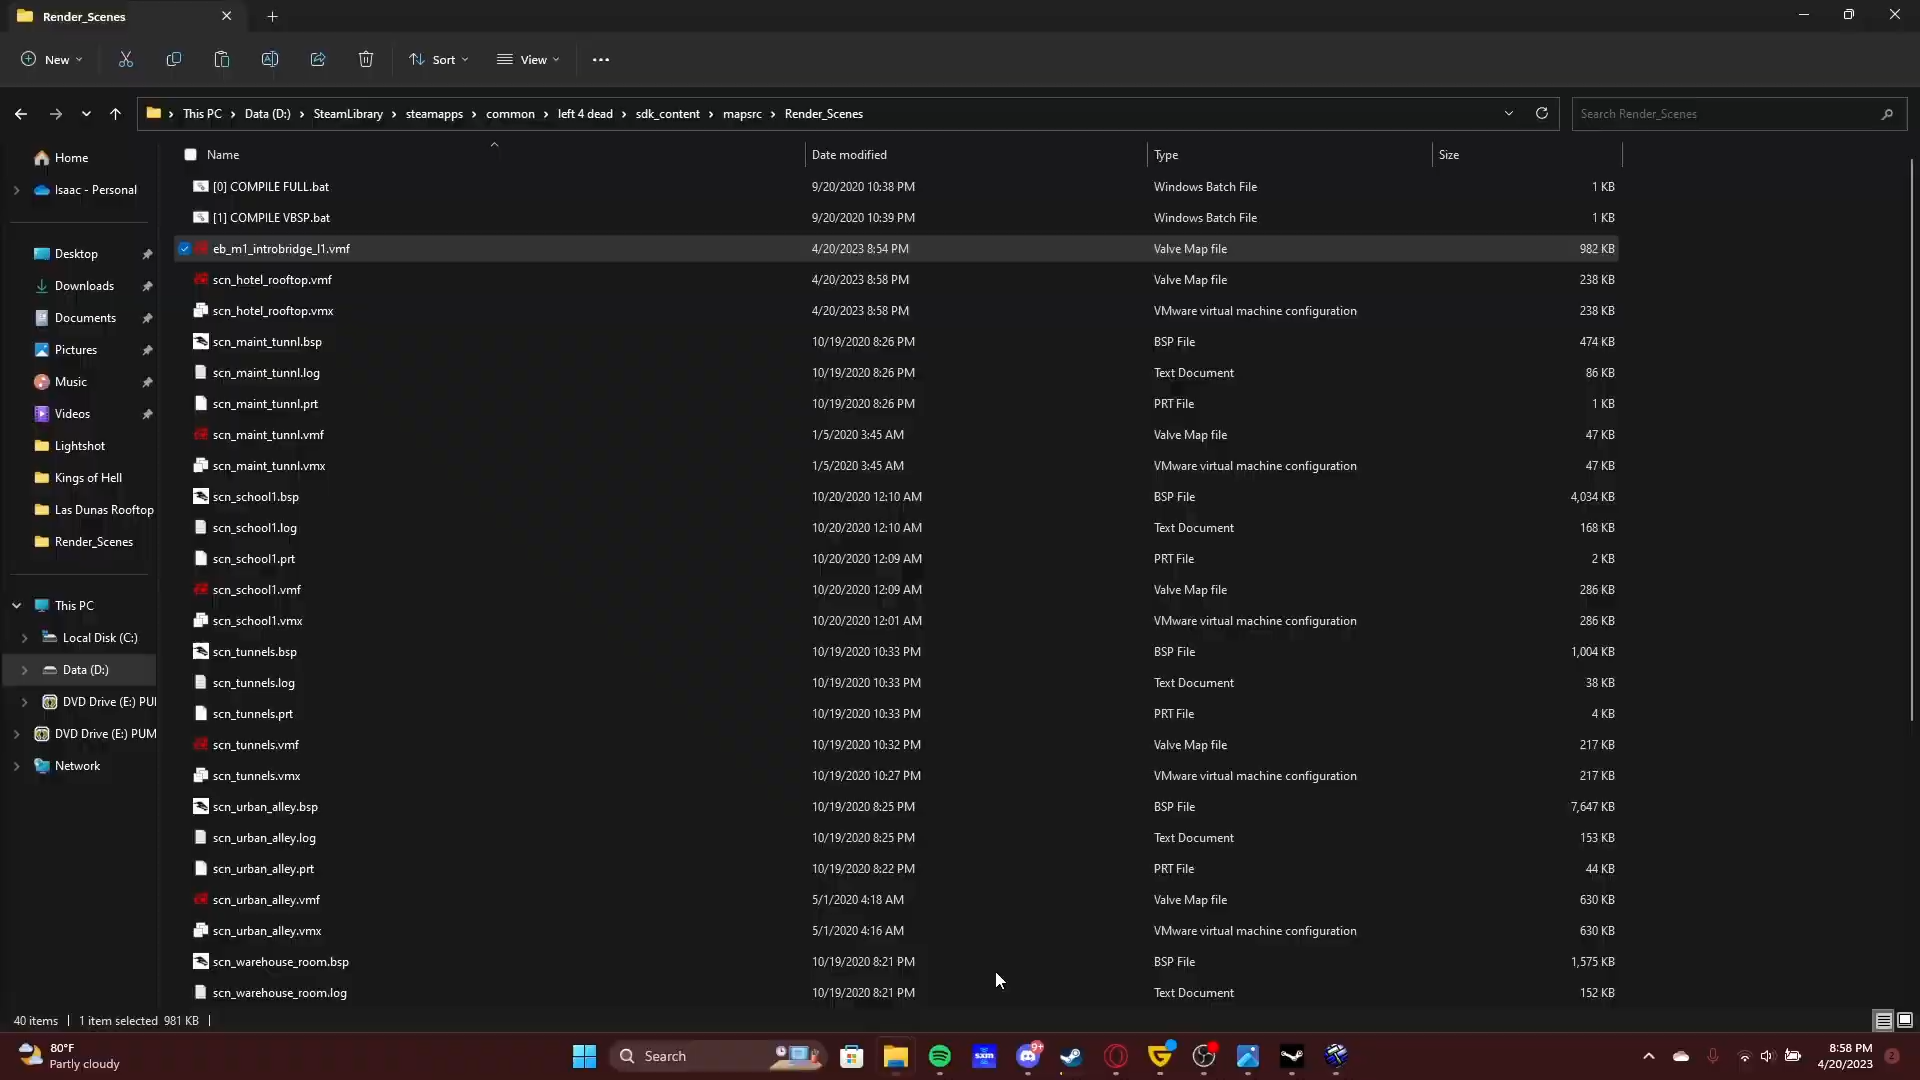 Render_Scenes
New
Sort
View
This PC
Data (D:)
SteamLibrary
steamapps
common
left 4 dead
sdk_content
mapsrc
Render_Scenes
Search Render_Scenes
Name Date modified Type Size
[0] COMPILE FULL.bat 9/20/2020 10:38 PM Windows Batch File 1 KB
[1] COMPILE VBSP.bat 9/20/2020 10:39 PM Windows Batch File 1 KB
eb_m1_introbridge_l1.vmf 4/20/2023 8:54 PM Valve Map file 982 KB
scn_hotel_rooftop.vmf 4/20/2023 8:58 PM Valve Map file 238 KB
scn_hotel_rooftop.vmx 4/20/2023 8:58 PM VMware virtual machine configuration 238 KB
scn_maint_tunnl.bsp 10/19/2020 8:26 PM BSP File 474 KB
scn_maint_tunnl.log 10/19/2020 8:26 PM Text Document 86 KB
scn_maint_tunnl.prt 10/19/2020 8:26 PM PRT File 1 KB
scn_maint_tunnl.vmf 1/5/2020 3:45 AM Valve Map file 47 KB
scn_maint_tunnl.vmx 1/5/2020 3:45 AM VMware virtual machine configuration 47 KB
scn_school1.bsp 10/20/2020 12:10 AM BSP File 4,034 KB
scn_school1.log 10/20/2020 12:10 AM Text Document 168 KB
scn_school1.prt 10/20/2020 12:09 AM PRT File 2 KB
scn_school1.vmf 10/20/2020 12:09 AM Valve Map file 286 KB
scn_school1.vmx 10/20/2020 12:01 AM VMware virtual machine configuration 286 KB
scn_tunnels.bsp 10/19/2020 10:33 PM BSP File 1,004 KB
scn_tunnels.log 10/19/2020 10:33 PM Text Document 38 KB
scn_tunnels.prt 10/19/2020 10:33 PM PRT File 4 KB
scn_tunnels.vmf 10/19/2020 10:32 PM Valve Map file 217 KB
scn_tunnels.vmx 10/19/2020 10:27 PM VMware virtual machine configuration 217 KB
scn_urban_alley.bsp 10/19/2020 8:25 PM BSP File 7,647 KB
scn_urban_alley.log 10/19/2020 8:25 PM Text Document 153 KB
scn_urban_alley.prt 10/19/2020 8:22 PM PRT File 44 KB
scn_urban_alley.vmf 5/1/2020 4:18 AM Valve Map file 630 KB
scn_urban_alley.vmx 5/1/2020 4:16 AM VMware virtual machine configuration 630 KB
scn_warehouse_room.bsp 10/19/2020 8:21 PM BSP File 1,575 KB
scn_warehouse_room.log 10/19/2020 8:21 PM Text Document 152 KB
Home
Isaac - Personal
Desktop
Downloads
Documents
Pictures
Music
Videos
Lightshot
Kings of Hell
Las Dunas Rooftop
Render_Scenes
This PC
Local Disk (C:)
Data (D:)
DVD Drive (E:) PU
DVD Drive (E:) PUM
Network
40 items 1 item selected 981 KB
80°F
Partly cloudy
Search
sxm
9+
8:58 PM
4/20/2023
2